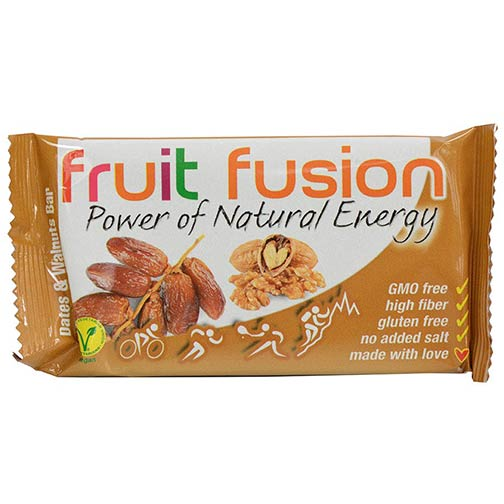 fruit fusion
Power of Natural Energy
Dates & Walnuts Bar
GMO free
high fiber
gluten free
no added salt
made with love